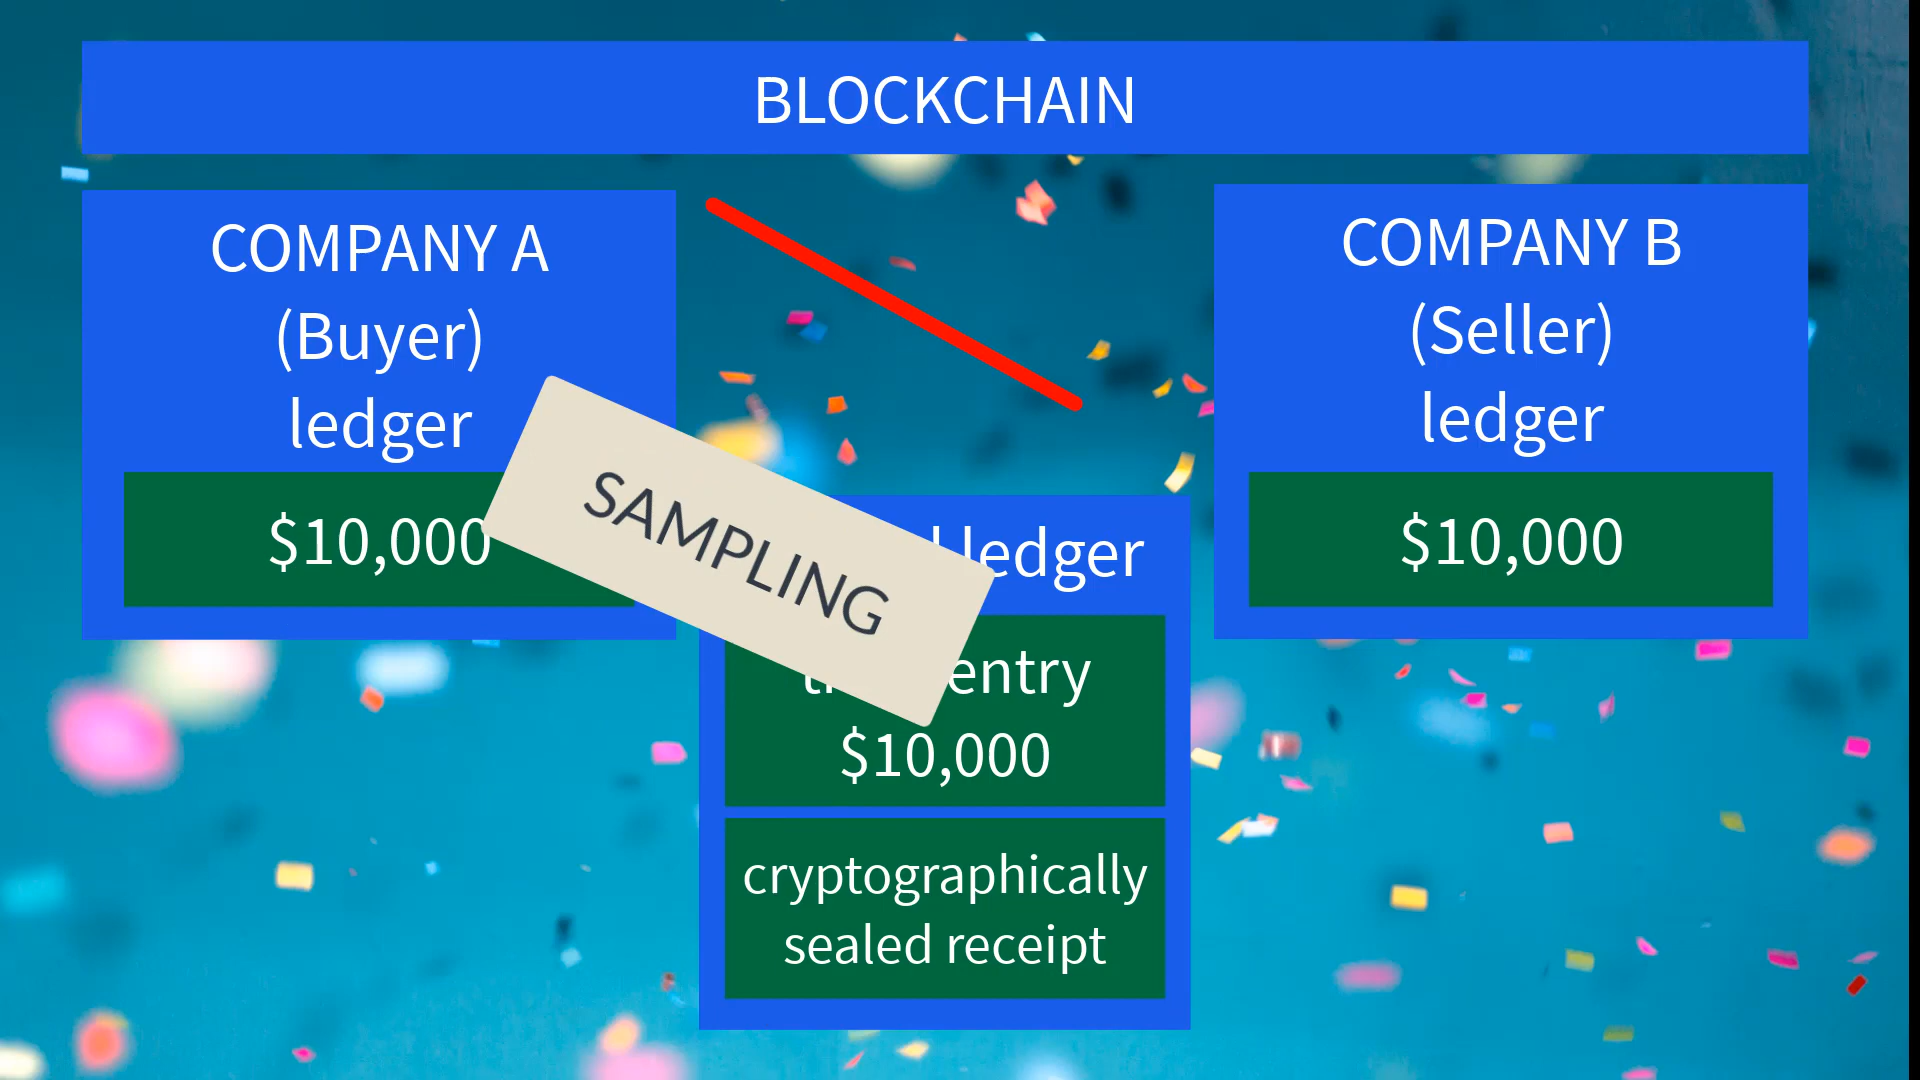 BLOCKCHAIN
COMPANY A
(Buyer)
ledger
$10,000
COMPANY B
(Seller)
ledger
$10,000
SAMPLING
ledger
entry
$10,000
cryptographically
sealed receipt